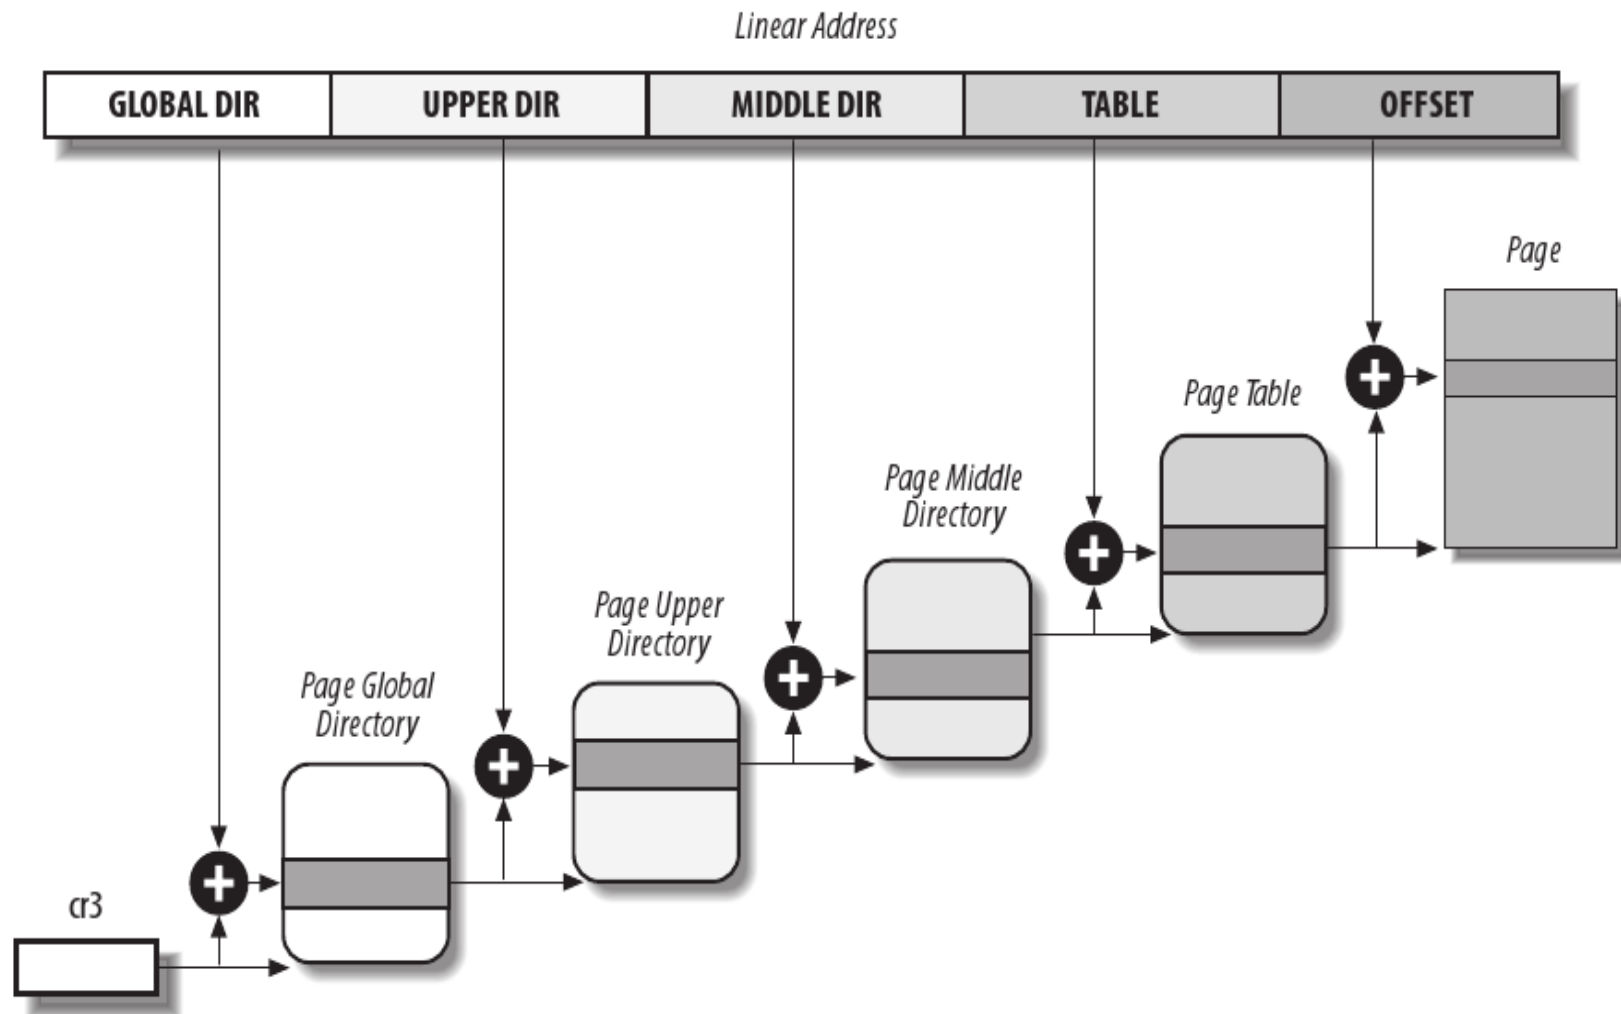 Linear Address
GLOBAL DIR
UPPER DIR
MIDDLE DIR
TABLE
OFFSET
Page
Page Table
Page Middle
Directory
Page Upper
Directory
Page Global
Directory
cr3